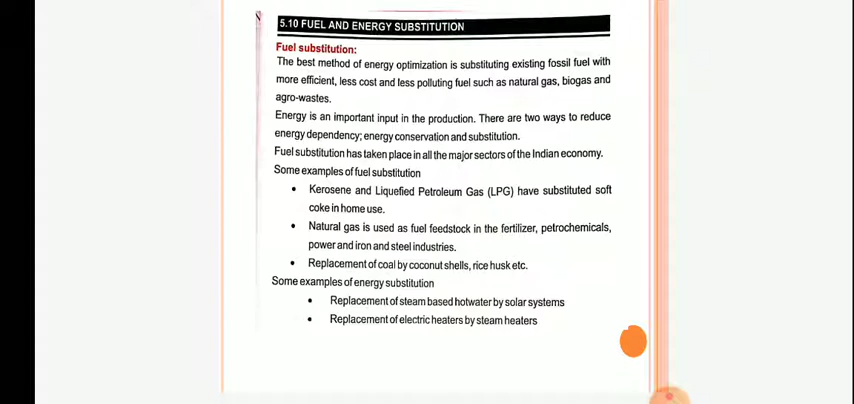 5.10 FUEL AND ENERGY SUBSTITUTION
Fuel substitution:
The best method of energy optimization is substituting existing fossil fuel with
more efficient, less cost and less polluting fuel such as natural gas, biogas and
agro-wastes.
Energy is an important input in the production. There are two ways to reduce
energy dependency; energy conservation and substitution.
Fuel substitution has taken place in all the major sectors of the Indian economy.
Some examples of fuel substitution
• Kerosene and Liquefied Petroleum Gas (LPG) have substituted soft
coke in home use.
• Natural gas is used as fuel feedstock in the fertilizer, petrochemicals,
power and iron and steel industries.
• Replacement of coal by coconut shells, rice husk etc.
Some examples of energy substitution
• Replacement of steam based hotwater by solar systems
• Replacement of electric heaters by steam heaters